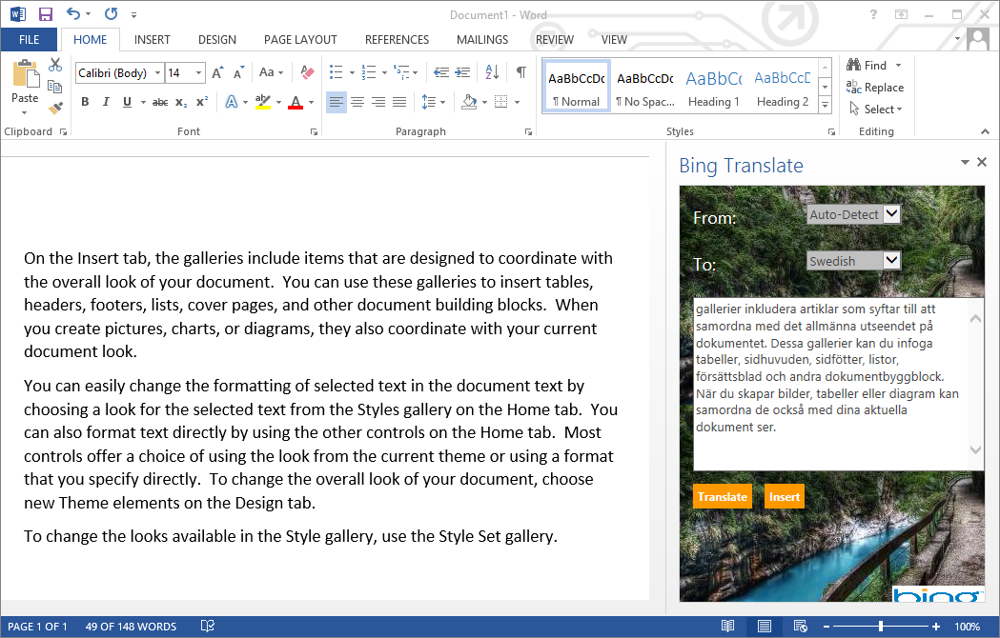 Document1 - Word
?
FILE HOME INSERT DESIGN PAGE LAYOUT REFERENCES MAILINGS REVIEW VIEW
Paste
Calibri (Body) 14 A A Aa
B I U abc x₂ x² A ab A
AaBbCcDc AaBbCcDc AaBbCc AaBbCcD
¶ Normal ¶ No Spac... Heading 1 Heading 2
Find
Replace
Select
Clipboard Font Paragraph Styles Editing
On the Insert tab, the galleries include items that are designed to coordinate with
the overall look of your document.  You can use these galleries to insert tables,
headers, footers, lists, cover pages, and other document building blocks.  When
you create pictures, charts, or diagrams, they also coordinate with your current
document look.
You can easily change the formatting of selected text in the document text by
choosing a look for the selected text from the Styles gallery on the Home tab.  You
can also format text directly by using the other controls on the Home tab.  Most
controls offer a choice of using the look from the current theme or using a format
that you specify directly.  To change the overall look of your document, choose
new Theme elements on the Design tab.
To change the looks available in the Style gallery, use the Style Set gallery.
Bing Translate
From: Auto-Detect
To: Swedish
gallerier inkludera artiklar som syftar till att
samordna med det allmänna utseendet på
dokumentet. Dessa gallerier kan du infoga
tabeller, sidhuvuden, sidfötter, listor,
försättsblad och andra dokumentbyggblock.
När du skapar bilder, tabeller eller diagram kan
samordna de också med dina aktuella
dokument ser.
Translate Insert
bing
PAGE 1 OF 1 49 OF 148 WORDS 100%